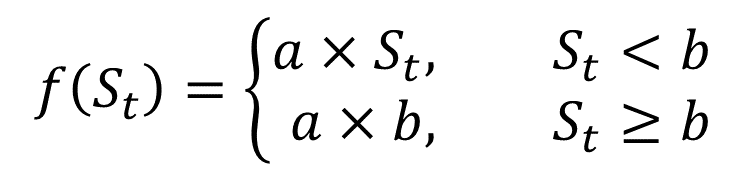 f(S_t) = { a × S_t,    S_t < b
a × b,    S_t ≥ b